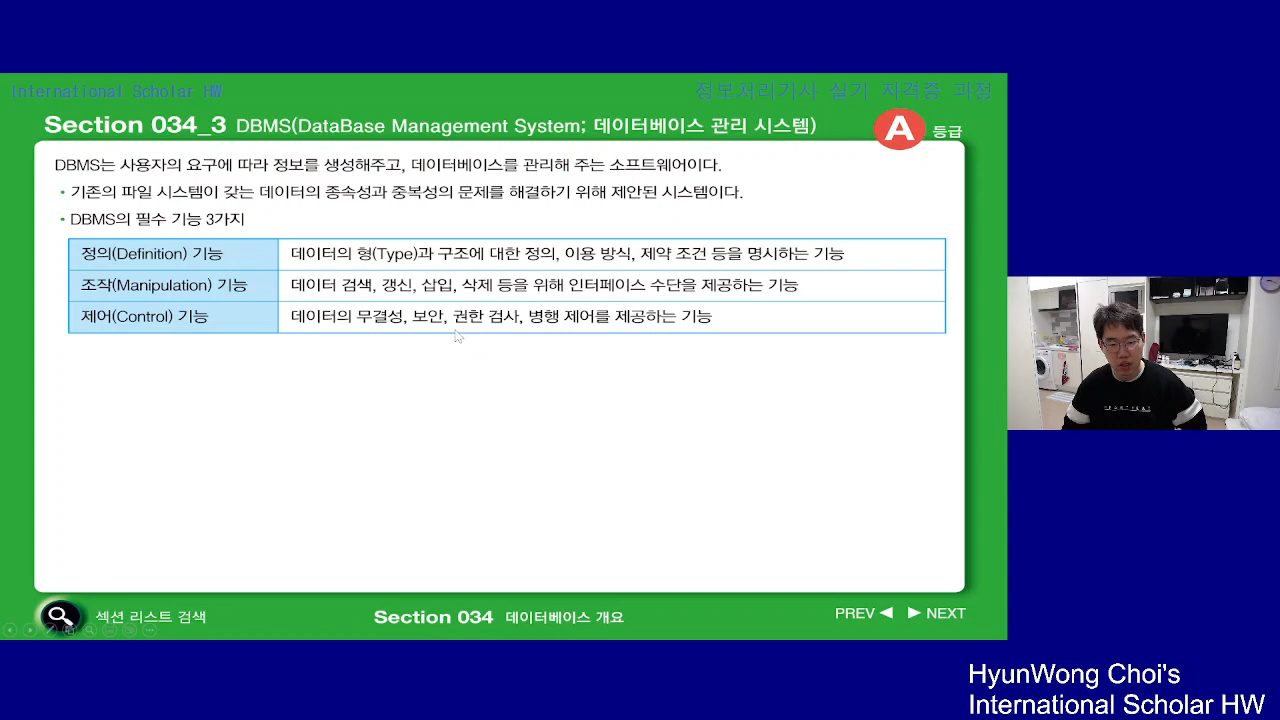 International Scholar HW
정보처리기사 실기 자격증 과정
Section 034_3 DBMS(DataBase Management System; 데이터베이스 관리 시스템)
A 등급
DBMS는 사용자의 요구에 따라 정보를 생성해주고, 데이터베이스를 관리해 주는 소프트웨어이다.
• 기존의 파일 시스템이 갖는 데이터의 종속성과 중복성의 문제를 해결하기 위해 제안된 시스템이다.
• DBMS의 필수 기능 3가지
정의(Definition) 기능 데이터의 형(Type)과 구조에 대한 정의, 이용 방식, 제약 조건 등을 명시하는 기능
조작(Manipulation) 기능 데이터 검색, 갱신, 삽입, 삭제 등을 위해 인터페이스 수단을 제공하는 기능
제어(Control) 기능 데이터의 무결성, 보안, 권한 검사, 병행 제어를 제공하는 기능
섹션 리스트 검색
Section 034 데이터베이스 개요
PREV ◀ ▶ NEXT
HyunWong Choi's
International Scholar HW